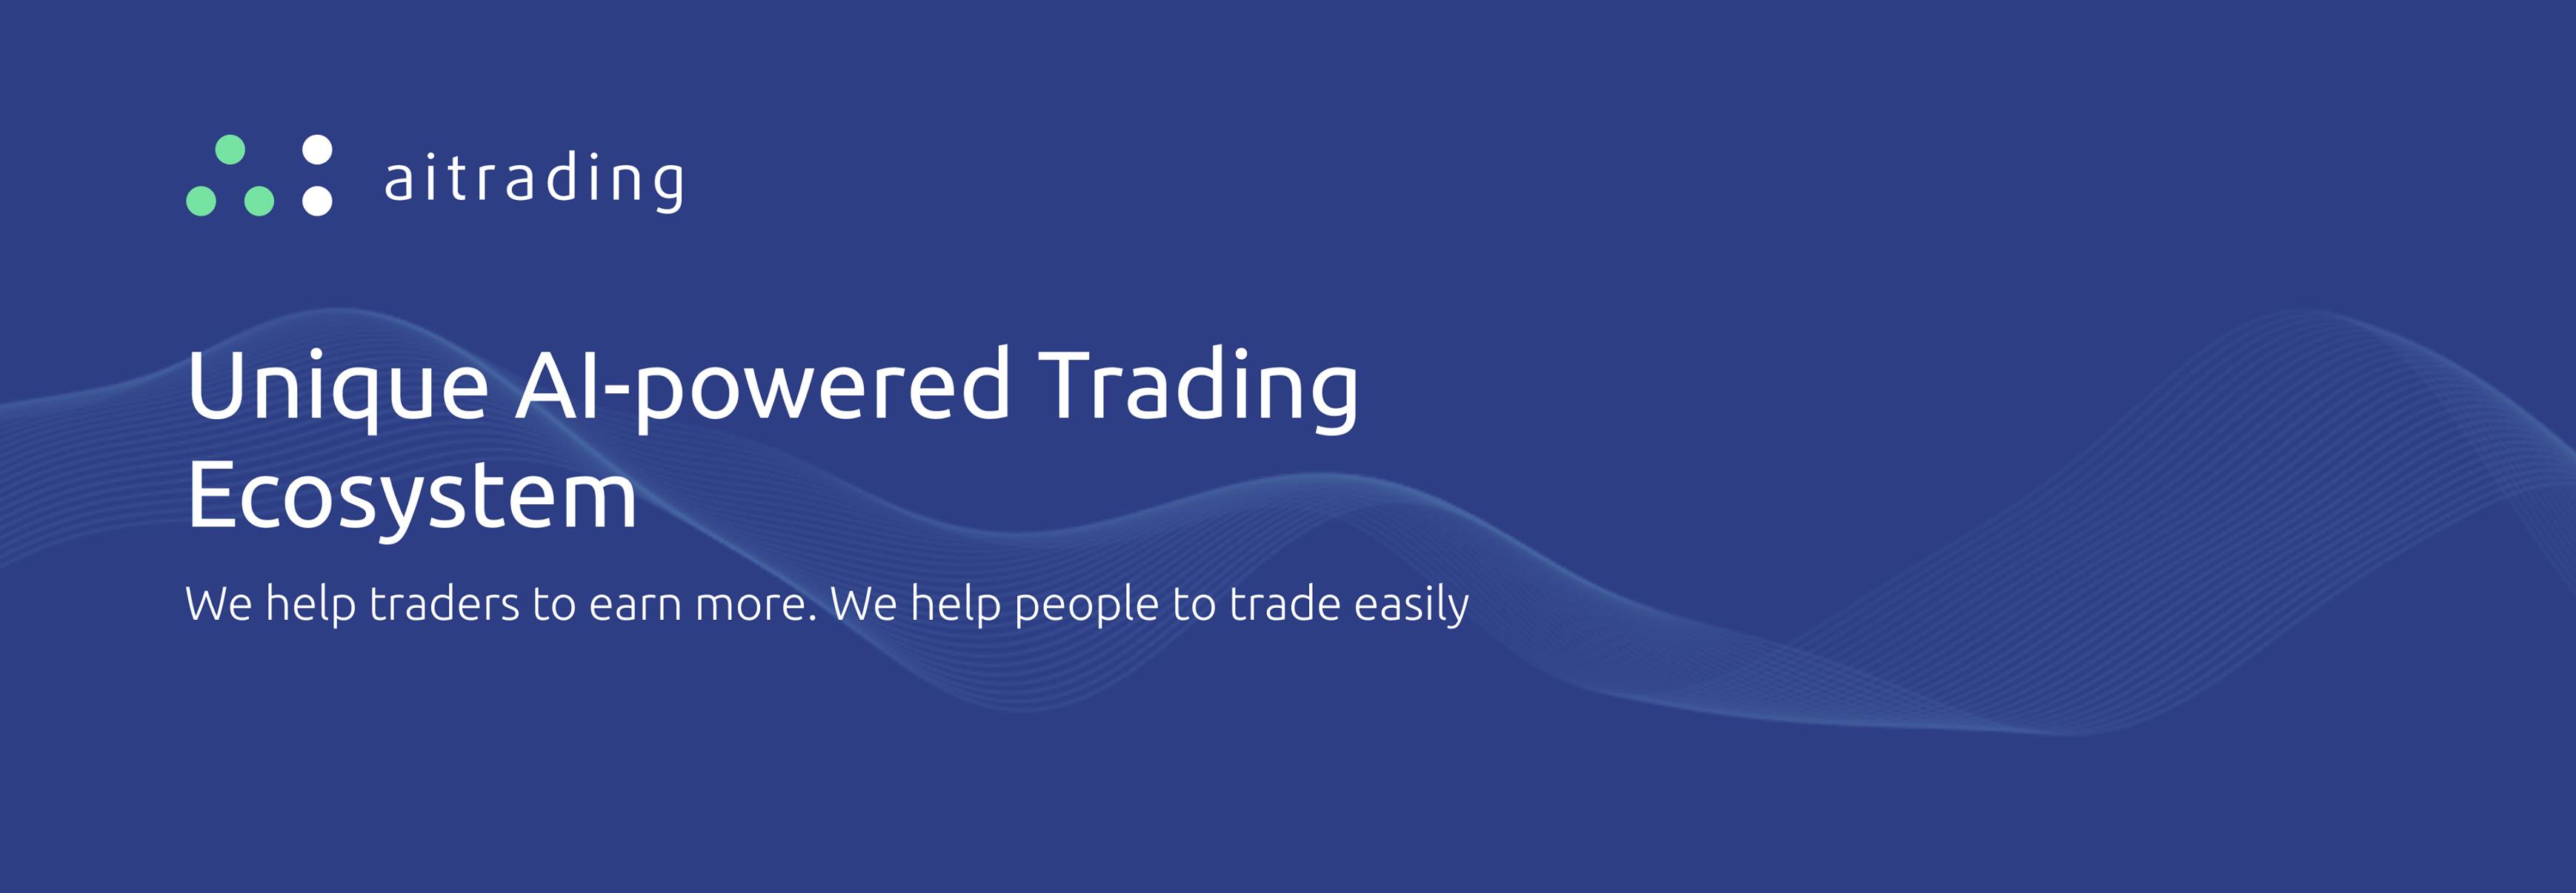 aitrading
Unique AI-powered Trading
Ecosystem
We help traders to earn more. We help people to trade easily